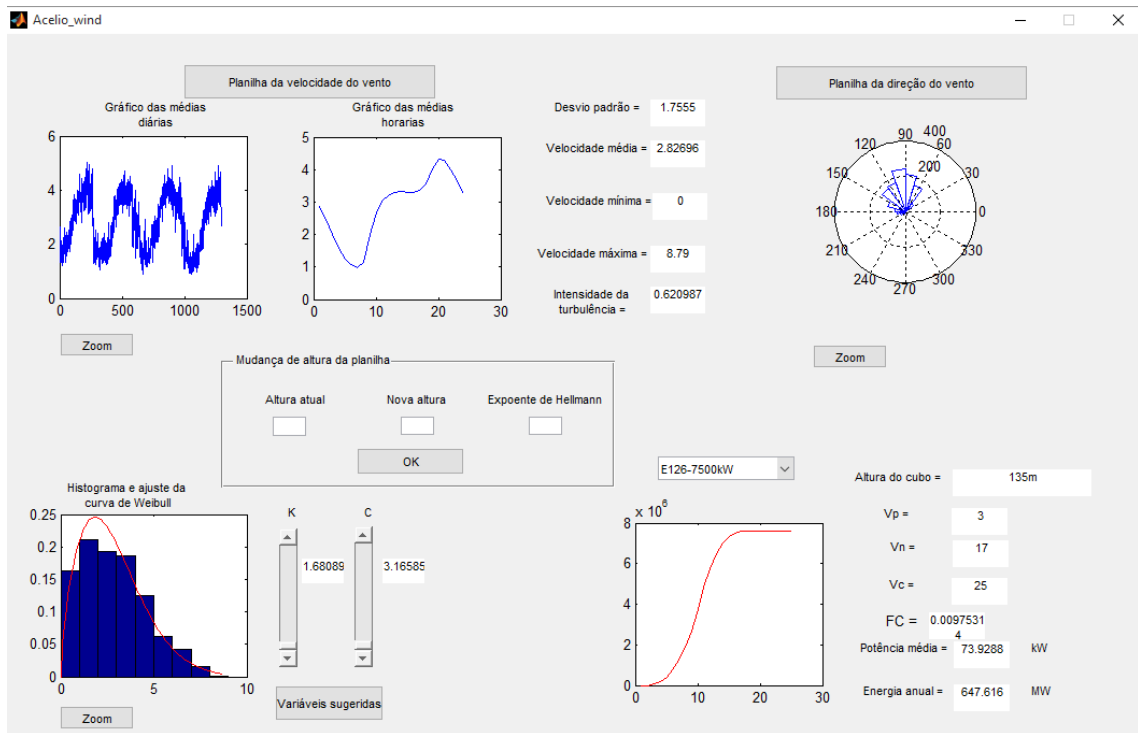 Acelio_wind
Planilha da velocidade do vento
Planilha da direção do vento
Gráfico das médias
diárias
6
4
2
0
0 500 1000 1500
Gráfico das médias
horarias
5
4
3
2
1
0
0 10 20 30
Desvio padrão = 1.7555
Velocidade média = 2.82696
Velocidade mínima = 0
Velocidade máxima = 8.79
Intensidade da
turbulência = 0.620987
90 400
120 60
200
150 30
180 0
330
240 300
270
Zoom
Zoom
Mudança de altura da planilha
Altura atual Nova altura Expoente de Hellmann
OK
Histograma e ajuste da
curva de Weibull
0.25
0.2
0.15
0.1
0.05
0
0 5 10
Zoom
K C
1.68089 3.16585
Variáveis sugeridas
E126-7500kW
x 10^6
8
6
4
2
0
0 10 20 30
Altura do cubo = 135m
Vp = 3
Vn = 17
Vc = 25
FC = 0.0097531
4
Potência média = 73.9288 kW
Energia anual = 647.616 MW